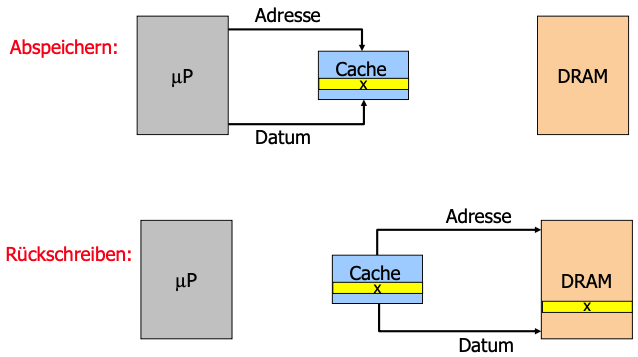 Adresse
Abspeichern:
μP
Cache
x
DRAM
Datum
Adresse
Rückschreiben:
μP
Cache
x
DRAM
x
Datum